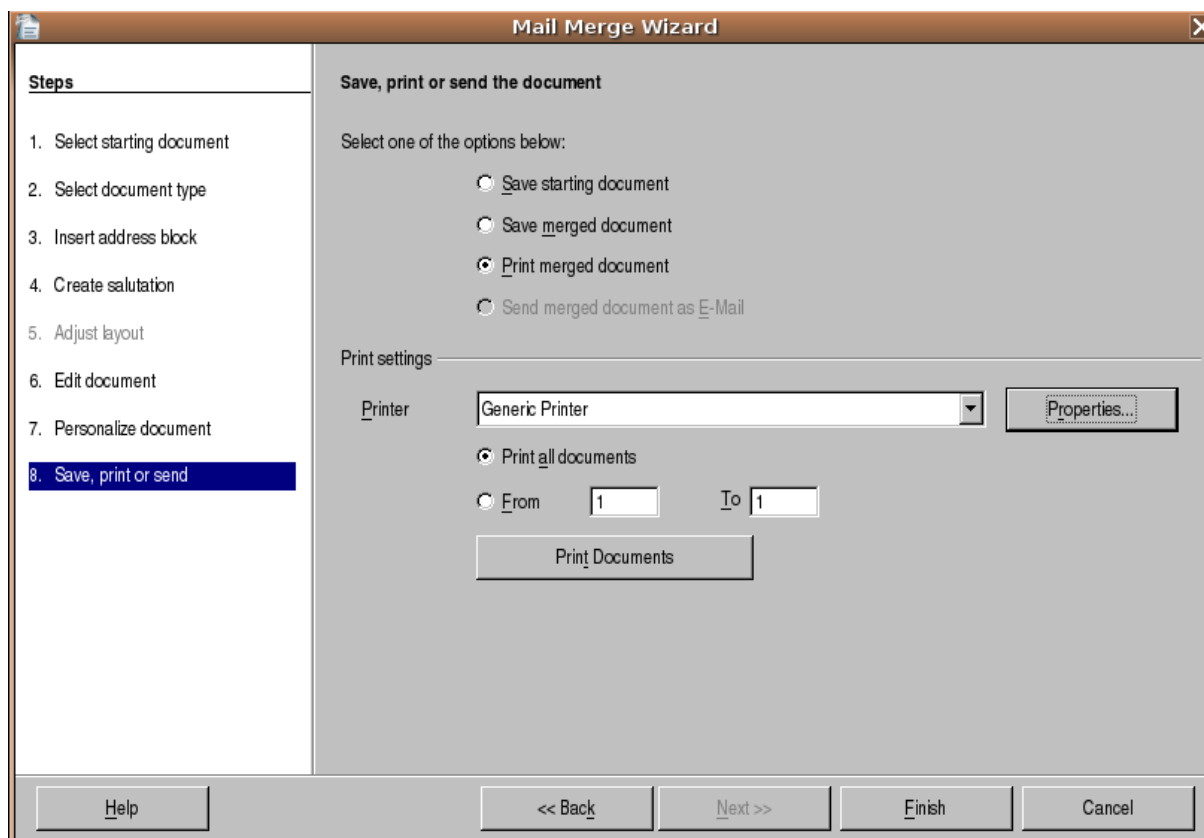 Mail Merge Wizard
Steps
1. Select starting document
2. Select document type
3. Insert address block
4. Create salutation
5. Adjust layout
6. Edit document
7. Personalize document
8. Save, print or send
Save, print or send the document
Select one of the options below:
Save starting document
Save merged document
Print merged document
Send merged document as E-Mail
Print settings
Printer Generic Printer Properties...
Print all documents
From 1 To 1
Print Documents
Help << Back Next >> Finish Cancel